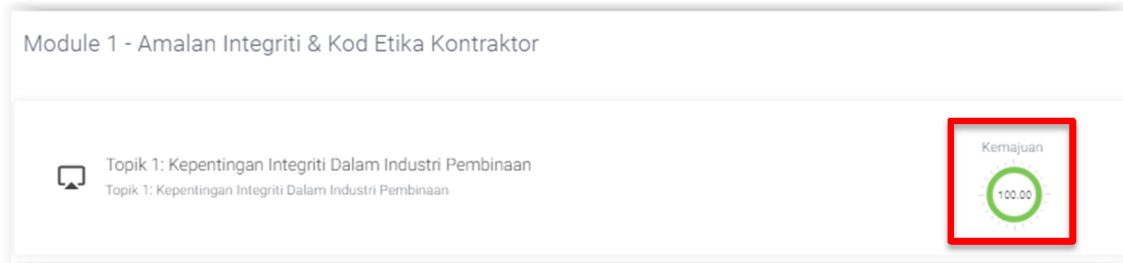 Module 1 - Amalan Integriti & Kod Etika Kontraktor
Topik 1: Kepentingan Integriti Dalam Industri Pembinaan
Topik 1: Kepentingan Integriti Dalam Industri Pembinaan
Kemajuan
100.00